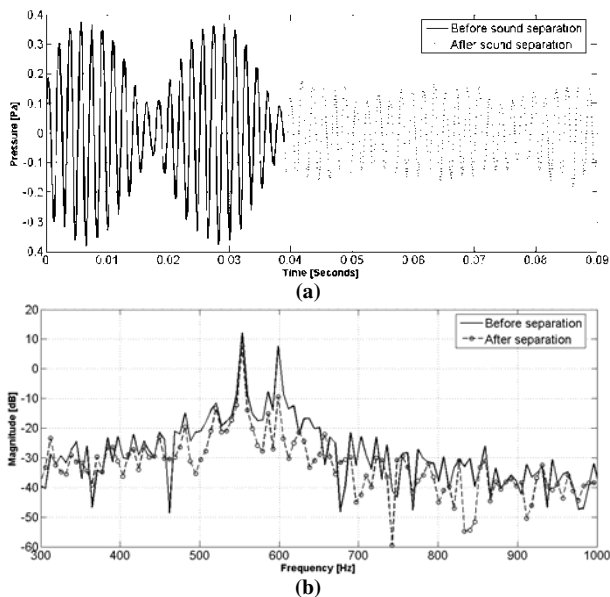 0.4
0.3
0.2
0.1
0
-0.1
0.2
0.3
0.4
Pressure [Pa]
Before sound separation
After sound separation
0 0.01 0.02 0.03 0.04 0.05 0.06 0.07 0.08 0.09
Time [Seconds]
(a)
20
10
0
-10
-20
-30
-40
-50
-60
Magnitude [dB]
Before separation
After separation
300 400 500 600 700 800 900 1000
Frequency [Hz]
(b)